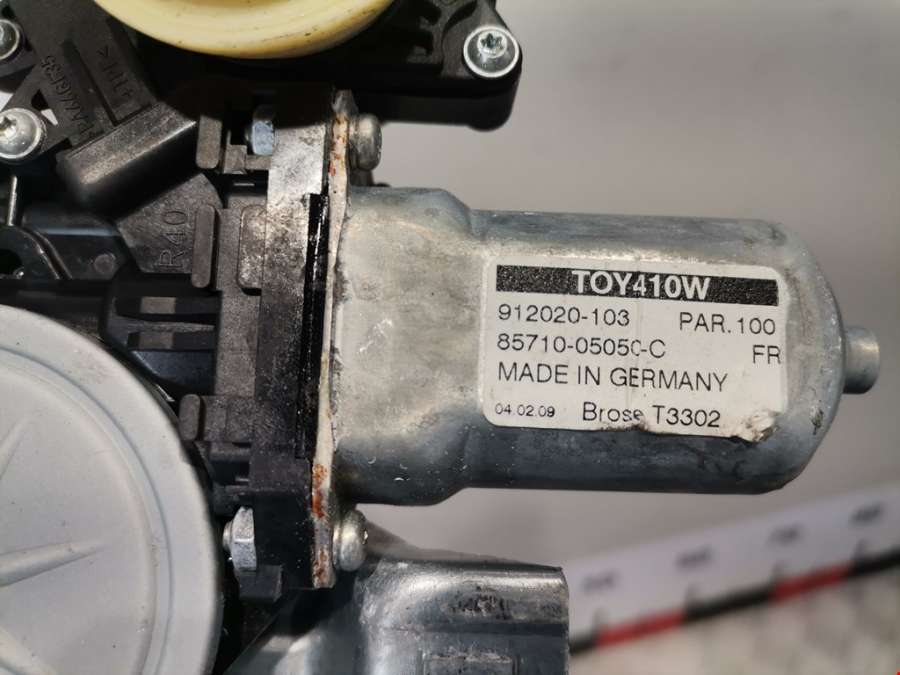 R40
TOY410W
912020-103 PAR.100
85710-05050-C FR
MADE IN GERMANY
04.02.09 Brose T3302